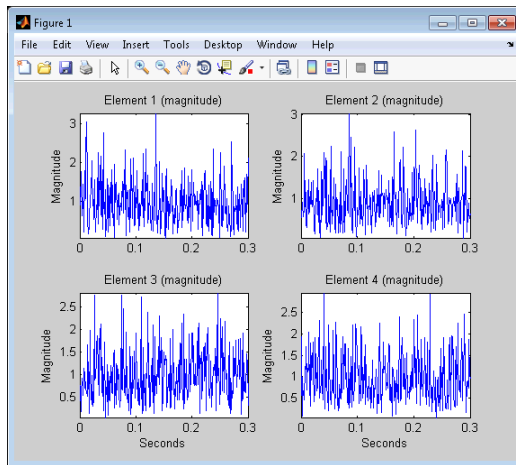 Figure 1
File Edit View Insert Tools Desktop Window Help
Element 1 (magnitude)
Magnitude
3
2
1
0 0.1 0.2 0.3
Element 2 (magnitude)
Magnitude
3
2
1
0 0.1 0.2 0.3
Element 3 (magnitude)
Magnitude
2.5
2
1.5
1
0.5
0 0.1 0.2 0.3
Seconds
Element 4 (magnitude)
Magnitude
2.5
2
1.5
1
0.5
0 0.1 0.2 0.3
Seconds